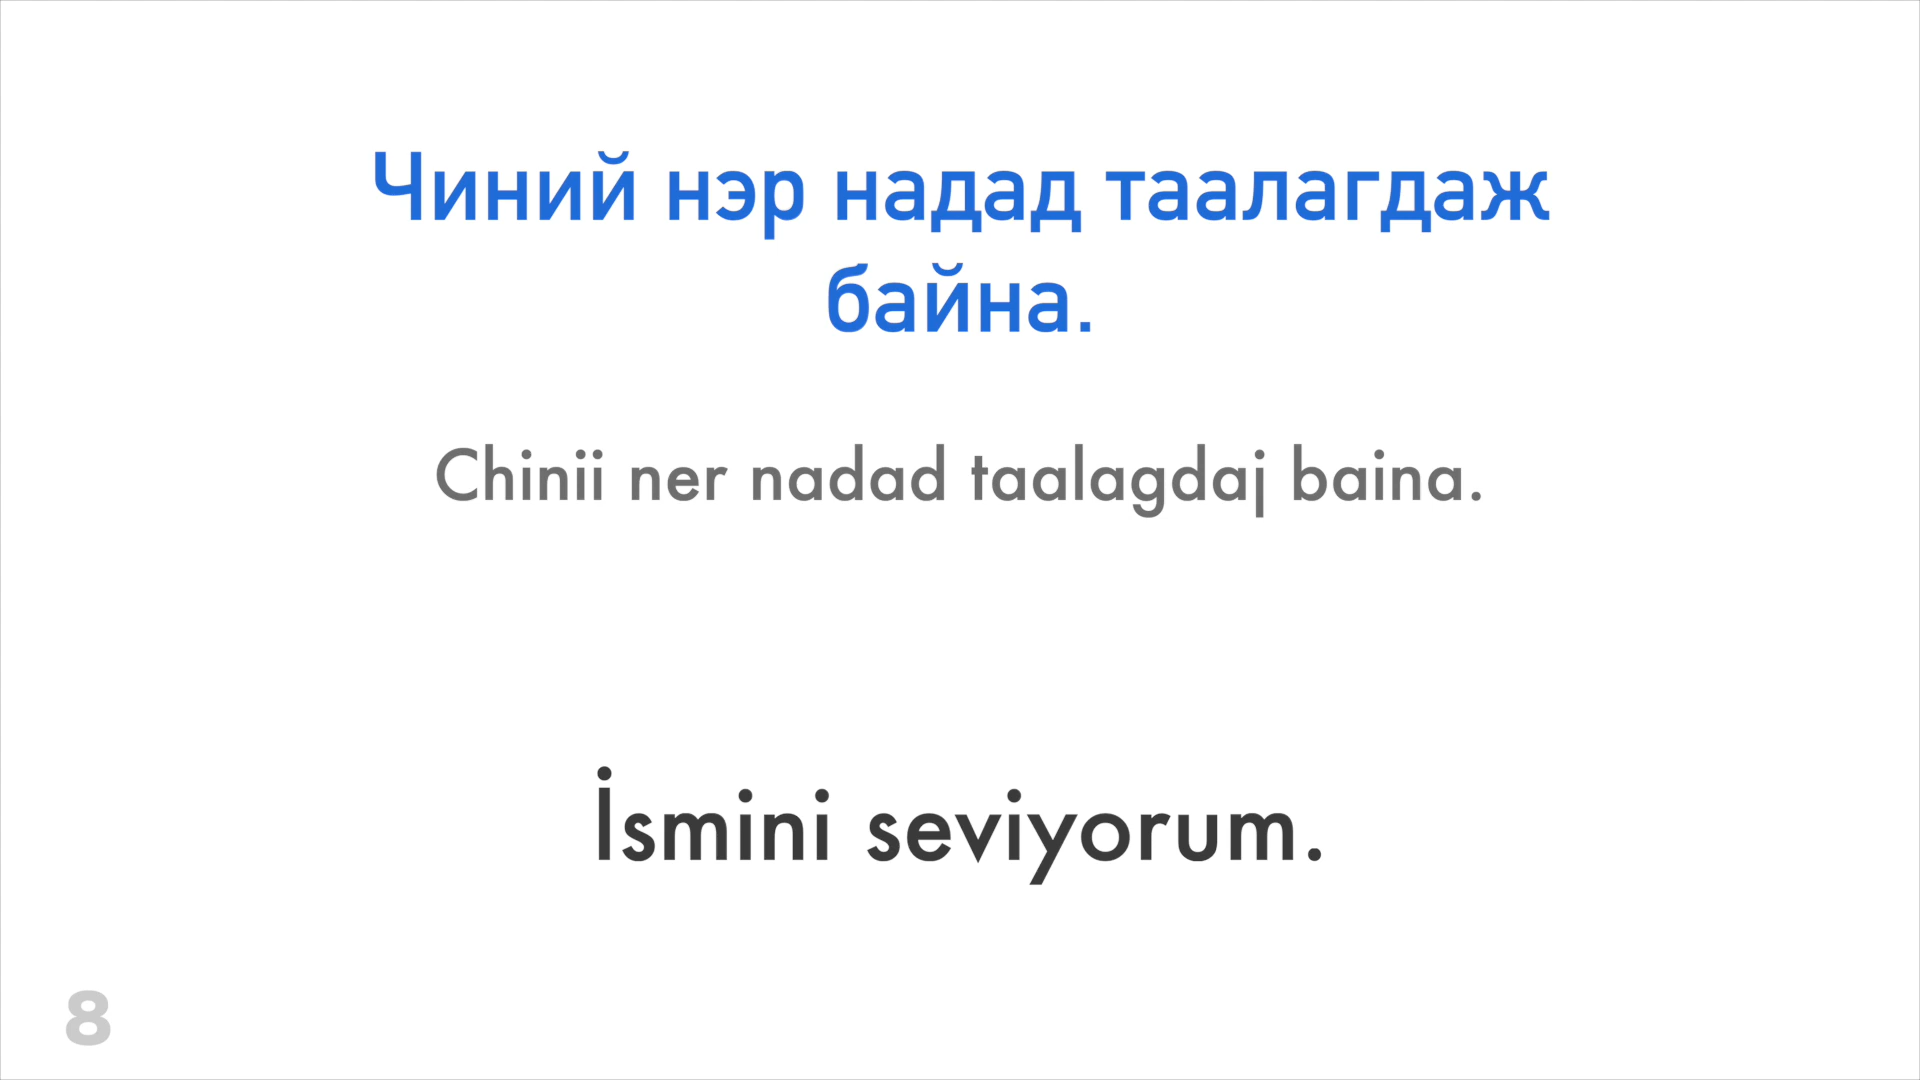 Чиний нэр надад таалагдаж
байна.
Chinii ner nadad taalagdaj baina.
İsmini seviyorum.
8